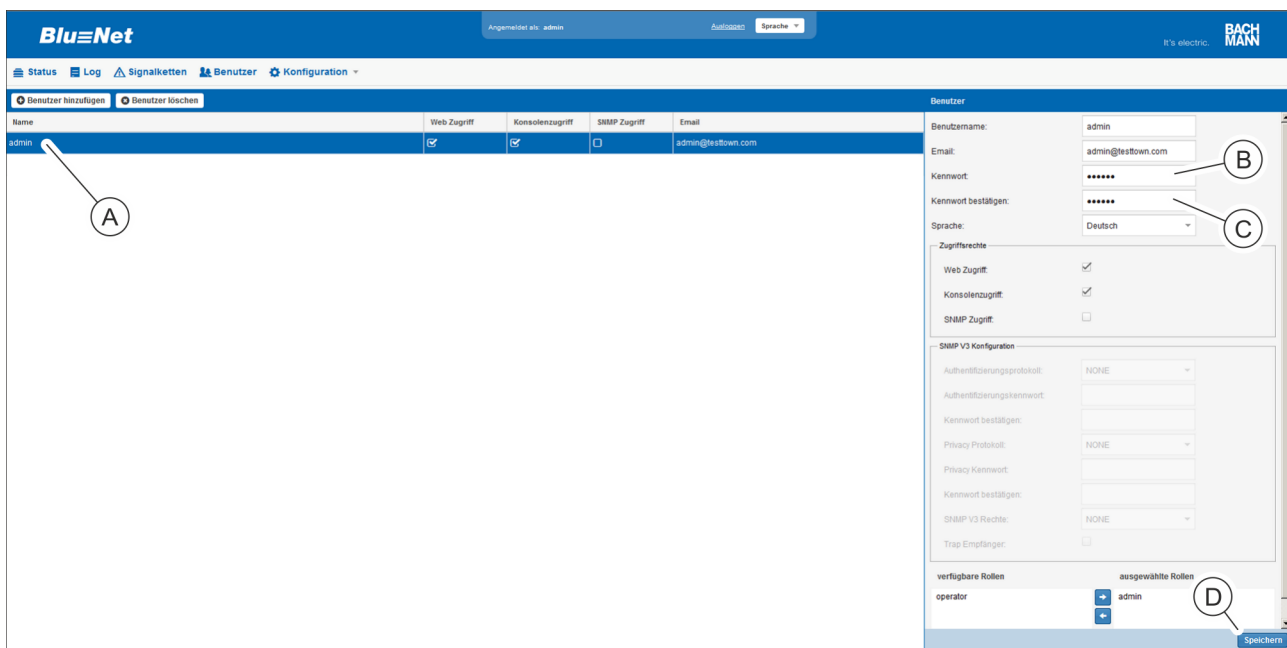 Blu≡Net
Angemeldet als: admin
Ausloggen
Sprache
It's electric.
BACH
MANN
Status Log Signalketten Benutzer Konfiguration
Benutzer hinzufügen Benutzer löschen
Name Web Zugriff Konsolenzugriff SNMP Zugriff Email
admin admin@testtown.com
A
Benutzer
Benutzername: admin
Email: admin@testtown.com
Kennwort: ••••••
B
Kennwort bestätigen: ••••••
C
Sprache: Deutsch
Zugriffsrechte
Web Zugriff:
Konsolenzugriff:
SNMP Zugriff:
SNMP V3 Konfiguration
Authentifizierungsprotokoll: NONE
Authentifizierungskennwort:
Kennwort bestätigen:
Privacy Protokoll: NONE
Privacy Kennwort:
Kennwort bestätigen:
SNMP V3 Rechte: NONE
Trap Empfänger:
verfügbare Rollen ausgewählte Rollen
operator admin
D
Speichern